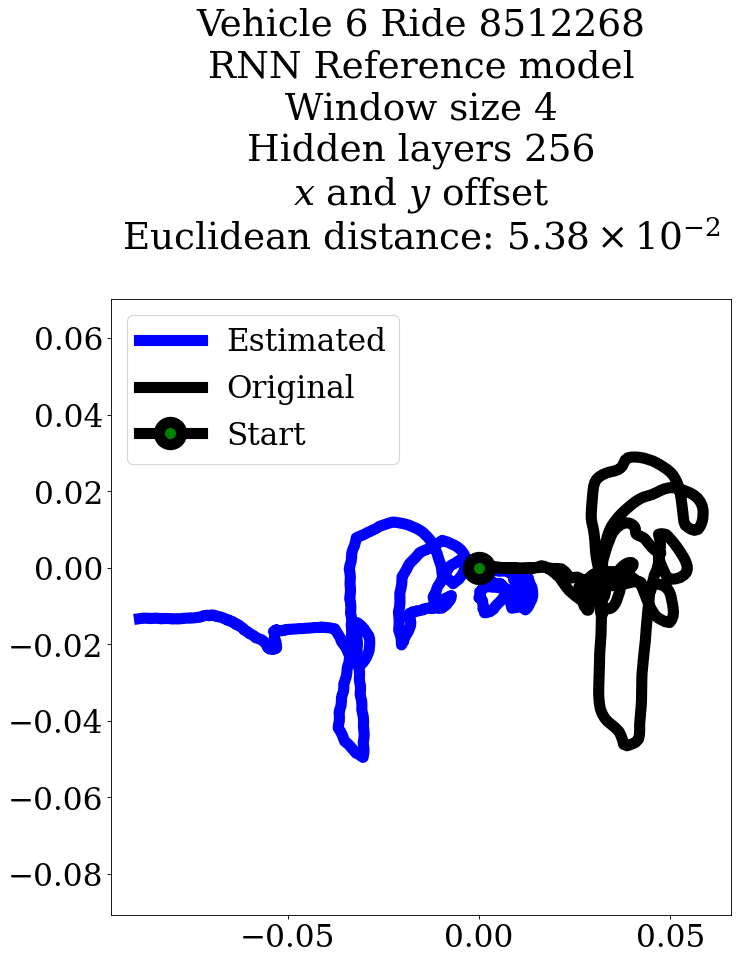 Vehicle 6 Ride 8512268
RNN Reference model
Window size 4
Hidden layers 256
x and y offset
Euclidean distance: 5.38 × 10⁻²
Estimated
Original
Start
0.06
0.04
0.02
0.00
−0.02
−0.04
−0.06
−0.08
−0.05
0.00
0.05